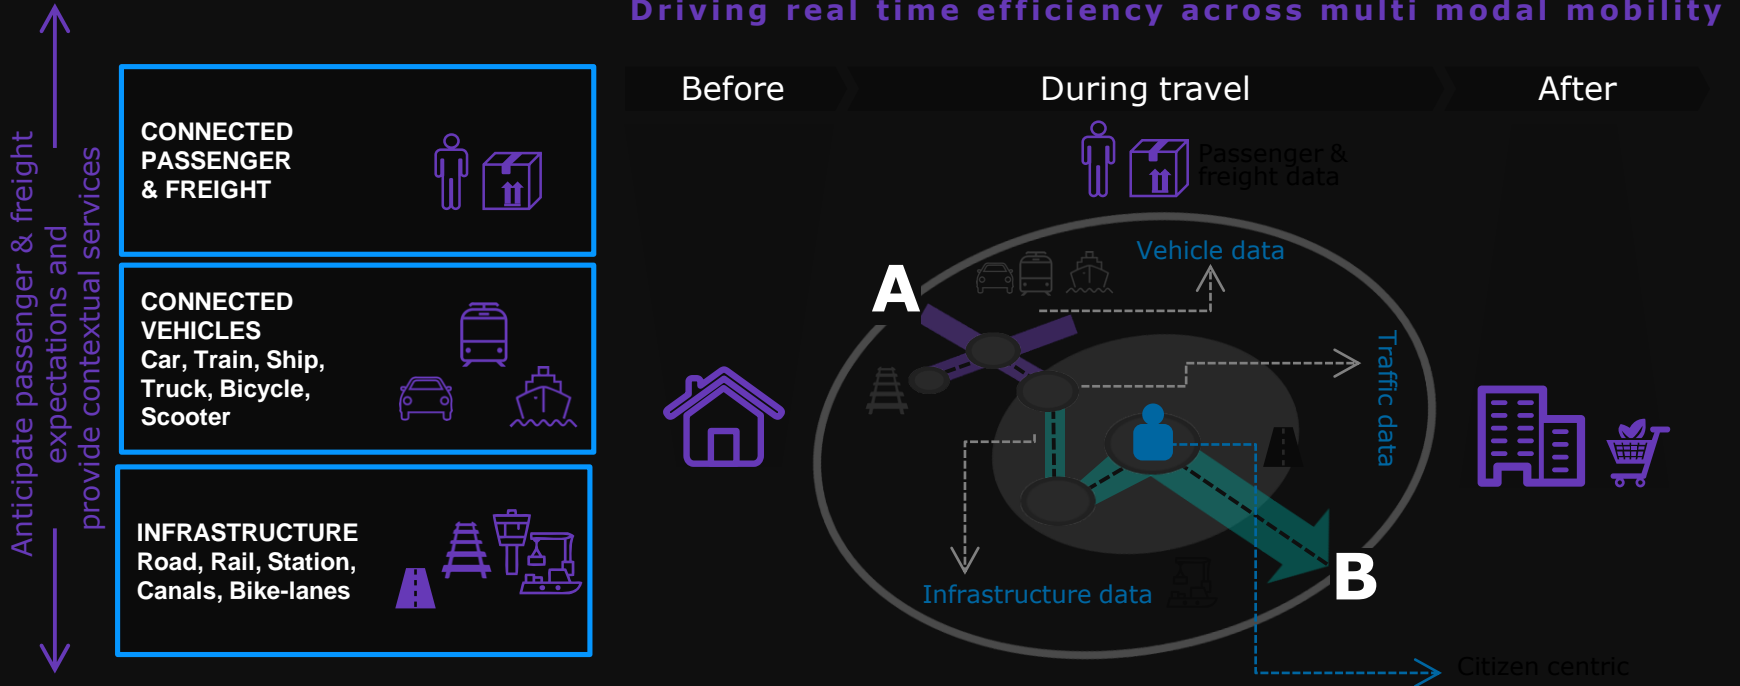 Driving real time efficiency across multi modal mobility
Anticipate passenger & freight
expectations and
provide contextual services
CONNECTED
PASSENGER
& FREIGHT
CONNECTED
VEHICLES
Car, Train, Ship,
Truck, Bicycle,
Scooter
INFRASTRUCTURE
Road, Rail, Station,
Canals, Bike-lanes
Before
During travel
After
Passenger &
freight data
Vehicle data
A
Traffic data
B
Infrastructure data
Citizen centric